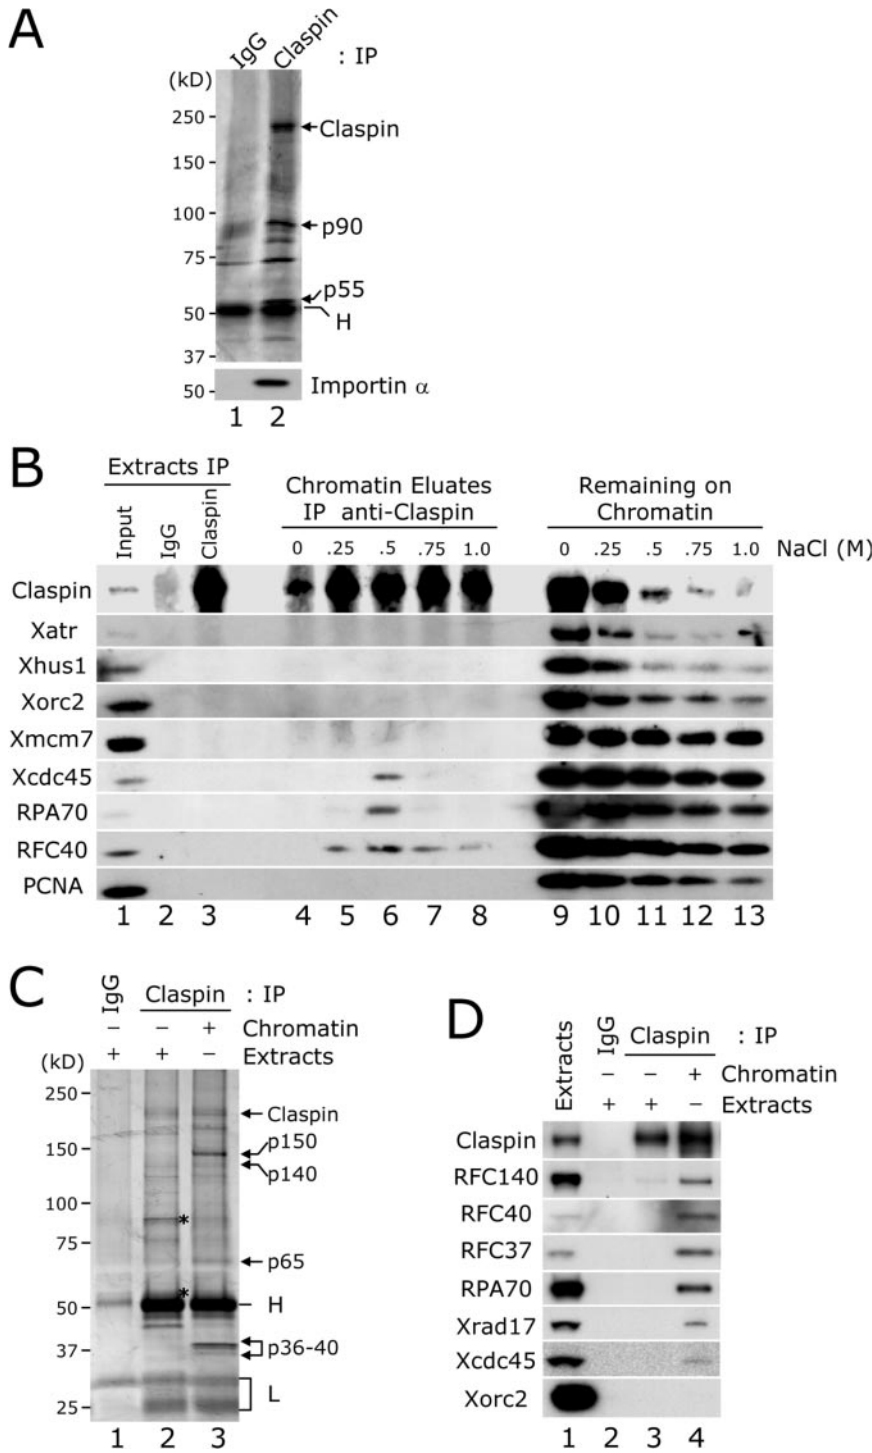 A
IgG
Claspin
: IP
(kD)
250
Claspin
150
100
p90
75
p55
50
H
37
50
Importin α
1 2
B
Extracts IP
Chromatin Eluates
IP anti-Claspin
Remaining on
Chromatin
Input
IgG
Claspin
0 .25 .5 .75 1.0 0 .25 .5 .75 1.0 NaCl (M)
Claspin
Xatr
Xhus1
Xorc2
Xmcm7
Xcdc45
RPA70
RFC40
PCNA
1 2 3 4 5 6 7 8 9 10 11 12 13
C
IgG
Claspin : IP
– – + Chromatin
+ + – Extracts
(kD)
250
Claspin
150
p150
p140
100
*
75
p65
*
50
H
37
p36-40
L
25
1 2 3
D
Extracts
IgG
Claspin : IP
– – + Chromatin
+ + – Extracts
Claspin
RFC140
RFC40
RFC37
RPA70
Xrad17
Xcdc45
Xorc2
1 2 3 4